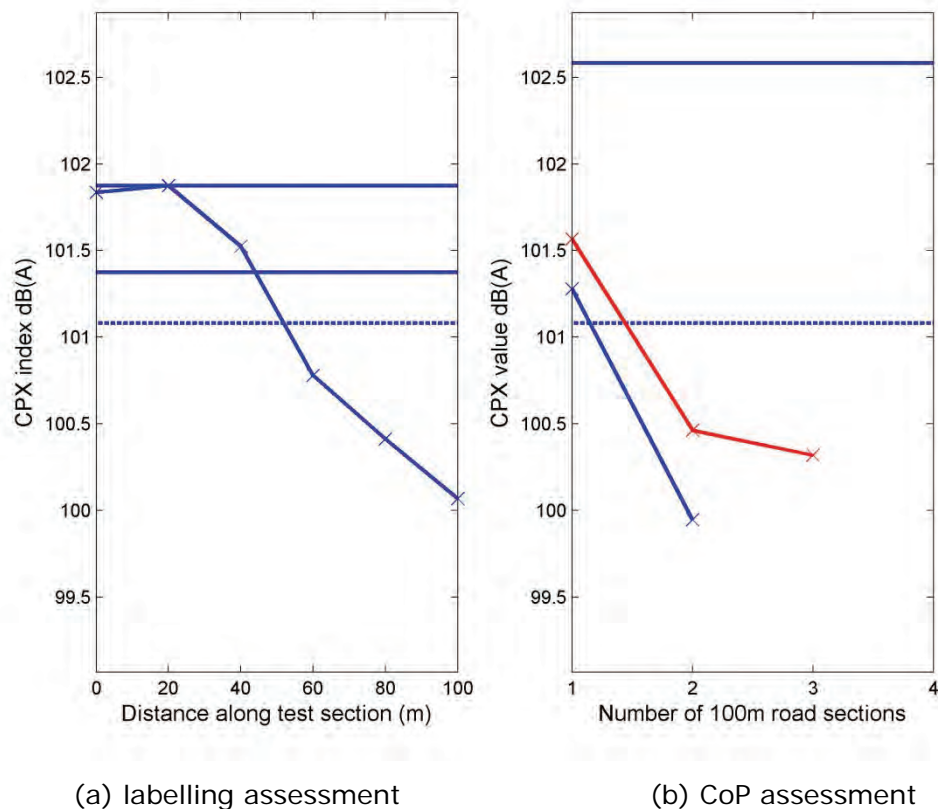 CPX index dB(A)
102.5
102
101.5
101
100.5
100
99.5
0 20 40 60 80 100
Distance along test section (m)
(a) labelling assessment
CPX value dB(A)
102.5
102
101.5
101
100.5
100
99.5
1 2 3 4
Number of 100m road sections
(b) CoP assessment